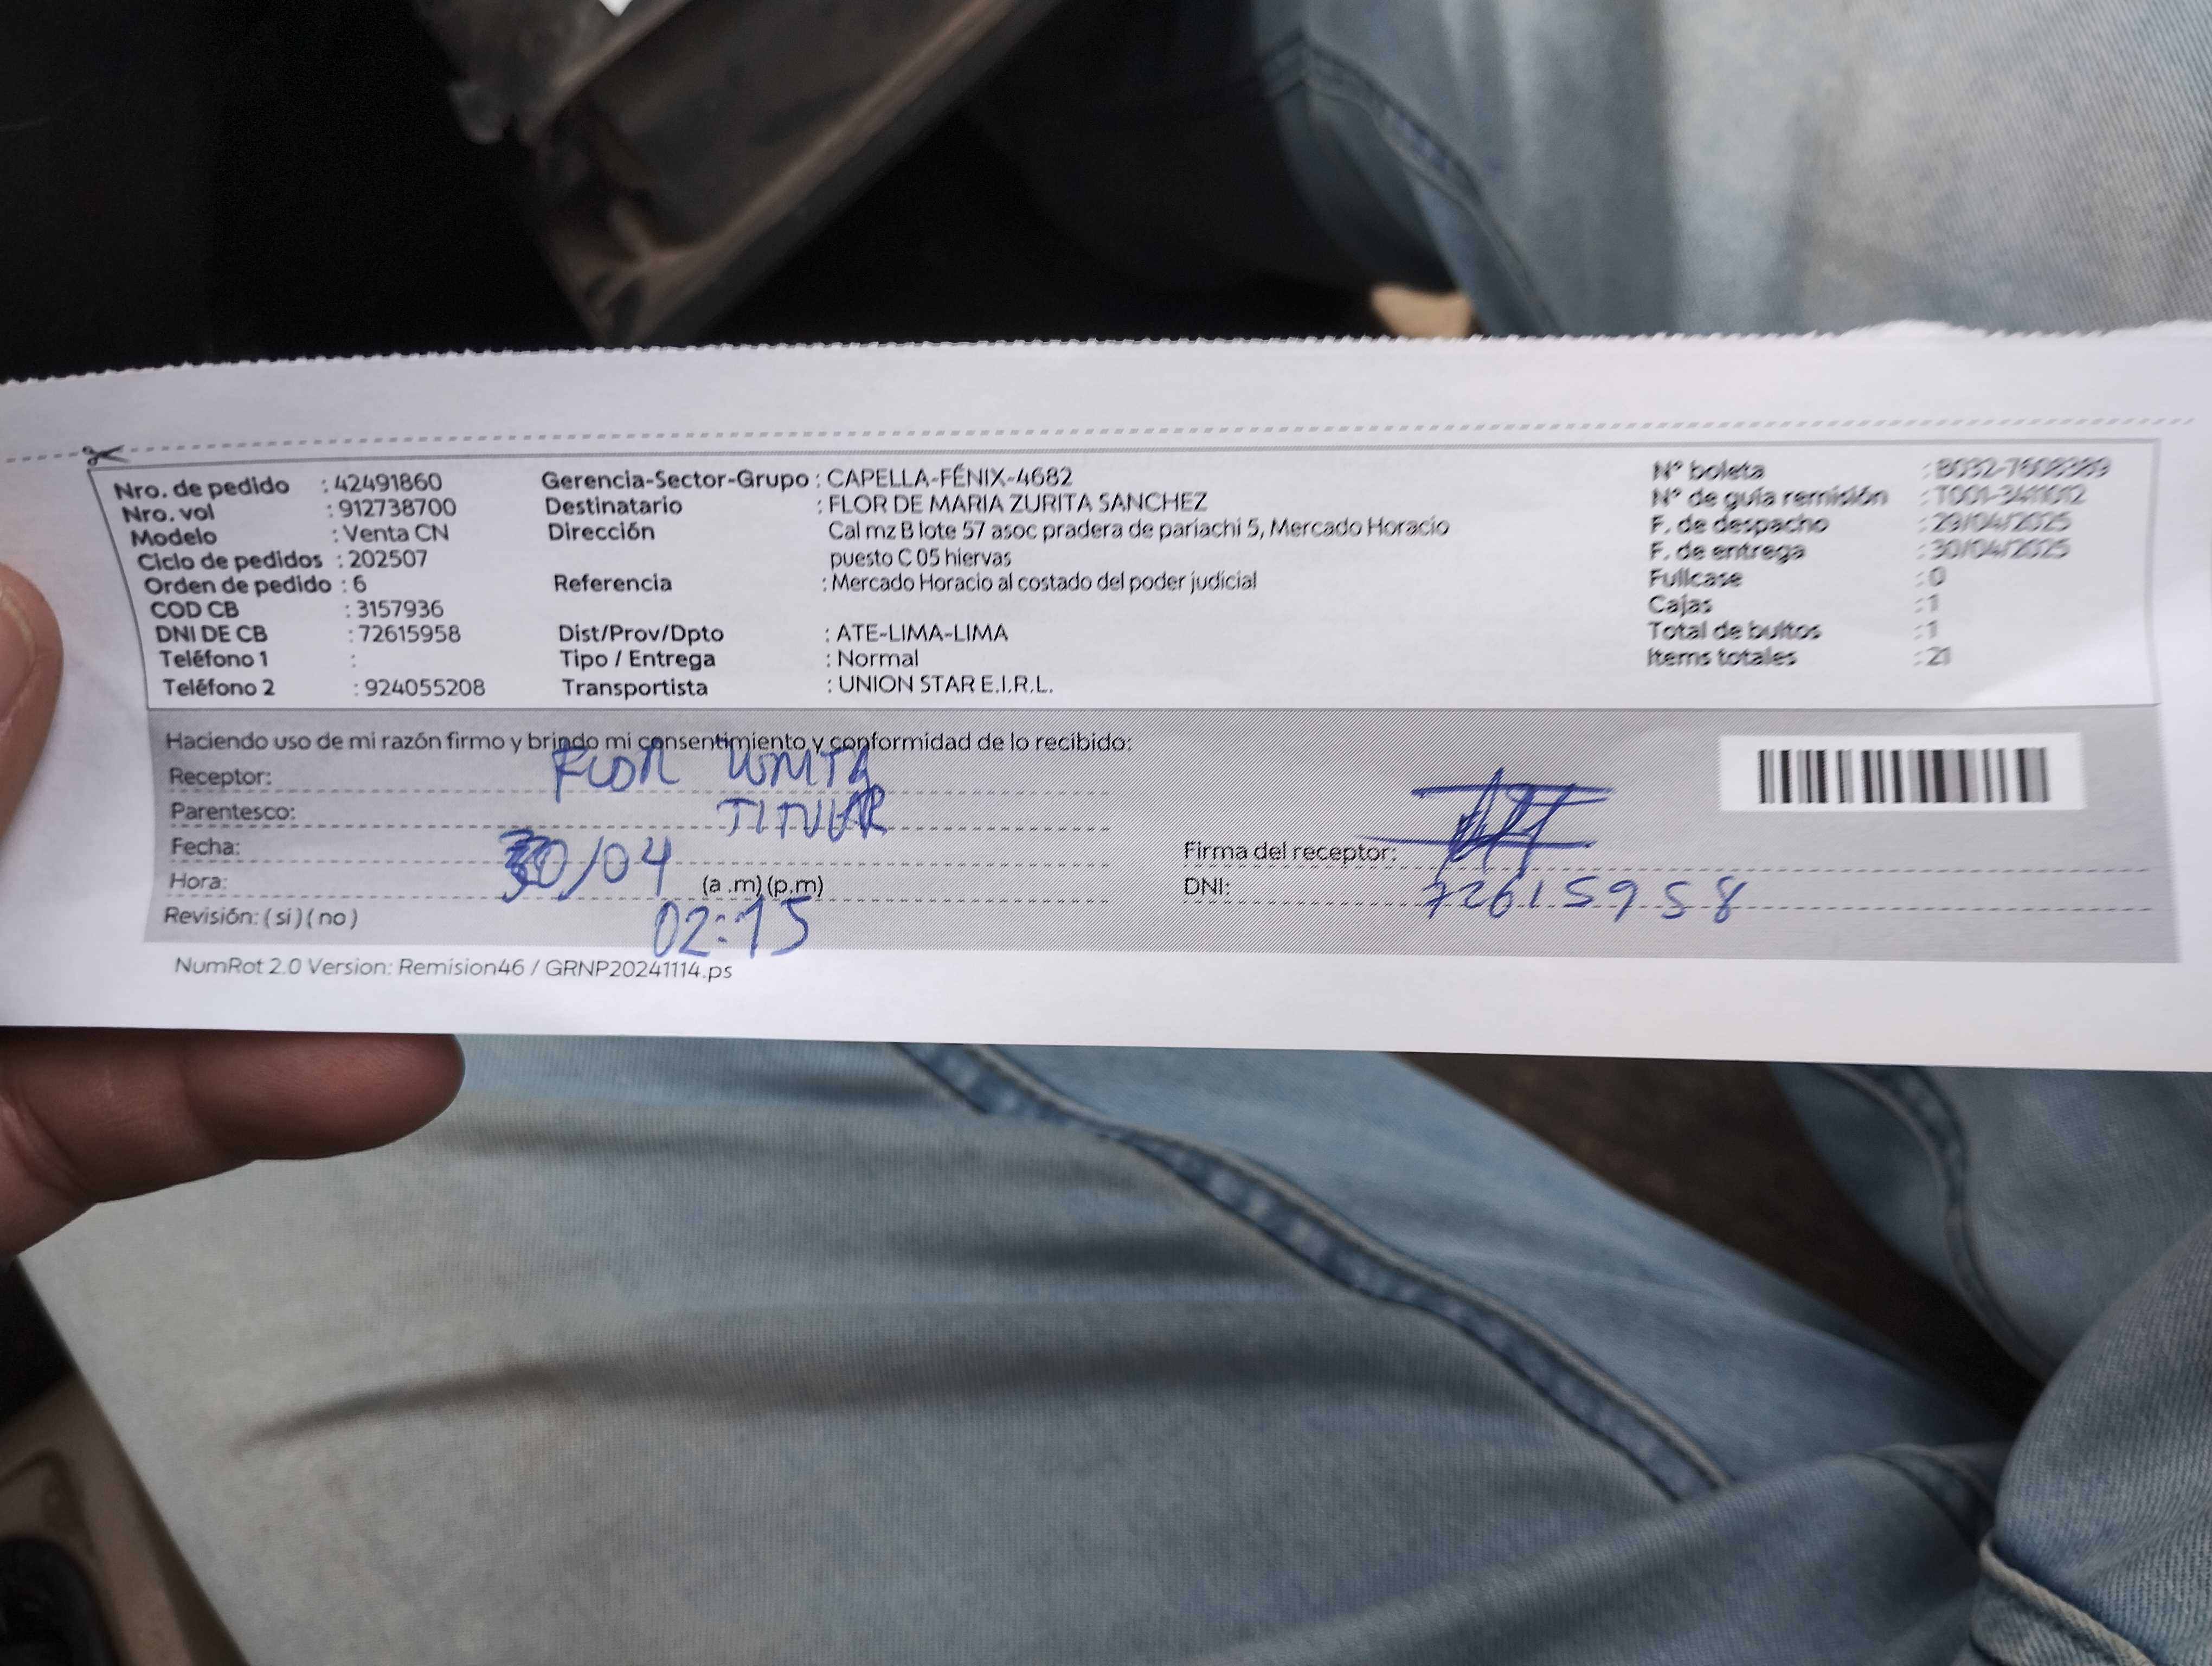 Nro. de pedido : 42491860
Nro. vol : 912738700
Modelo : Venta CN
Ciclo de pedidos : 202507
Orden de pedido : 6
COD CB : 3157936
DNI DE CB : 72615958
Teléfono 1 :
Teléfono 2 : 924055208
Gerencia-Sector-Grupo : CAPELLA-FÉNIX-4682
Destinatario : FLOR DE MARIA ZURITA SANCHEZ
Dirección Cal mz B lote 57 asoc pradera de pariachi 5, Mercado Horacio
puesto C 05 hiervas
Referencia : Mercado Horacio al costado del poder judicial
Dist/Prov/Dpto : ATE-LIMA-LIMA
Tipo / Entrega : Normal
Transportista : UNION STAR E.I.R.L.
N° boleta : B032-7608389
N° de guía remisión : T001-3411012
F. de despacho : 29/04/2025
F. de entrega : 30/04/2025
Fullcase : 0
Cajas : 1
Total de bultos : 1
Items totales : 21
Haciendo uso de mi razón firmo y brindo mi consentimiento y conformidad de lo recibido:
Receptor: FLOR
Parentesco: TITULAR
Fecha: 30/04
Hora: (a .m) (p.m)
02:15
Revisión: ( si ) ( no )
Firma del receptor:
DNI: 72615958
NumRot 2.0 Version: Remision46 / GRNP20241114.ps